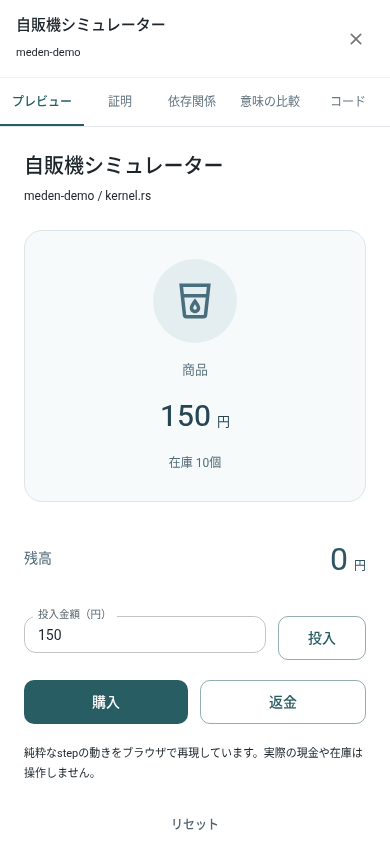 自販機シミュレーター
meden-demo
プレビュー 証明 依存関係 意味の比較 コード
自販機シミュレーター
meden-demo / kernel.rs
商品
150 円
在庫 10個
残高 0 円
投入金額（円）
150 投入
購入 返金
純粋なstepの動きをブラウザで再現しています。実際の現金や在庫は
操作しません。
リセット